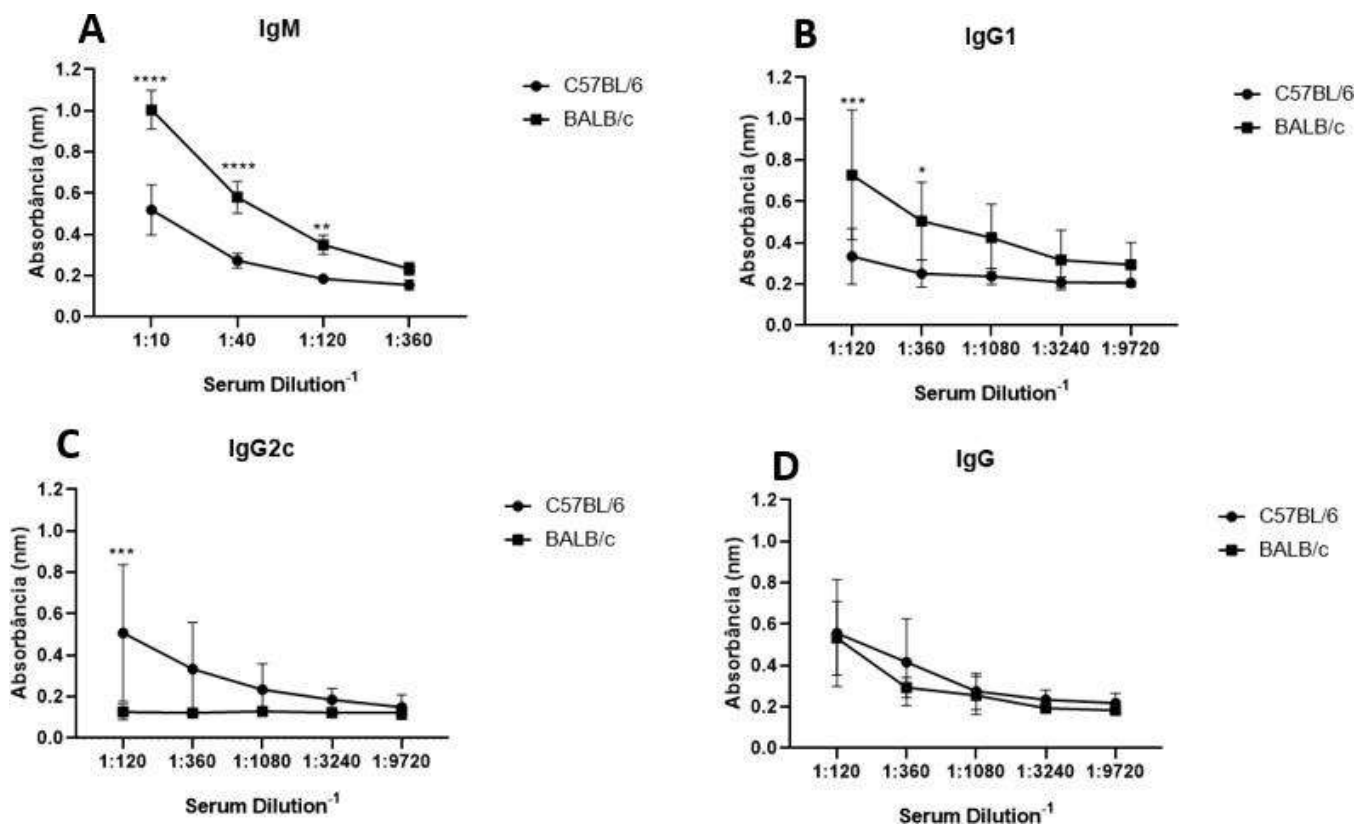 A
IgM
Absorbância (nm)
1.2
1.0
0.8
0.6
0.4
0.2
0.0
****
****
**
1:10 1:40 1:120 1:360
Serum Dilution-1
C57BL/6
BALB/c
B
IgG1
Absorbância (nm)
1.2
1.0
0.8
0.6
0.4
0.2
0.0
***
*
1:120 1:360 1:1080 1:3240 1:9720
Serum Dilution-1
C57BL/6
BALB/c
C
IgG2c
Absorbância (nm)
1.2
1.0
0.8
0.6
0.4
0.2
0.0
***
1:120 1:360 1:1080 1:3240 1:9720
Serum Dilution-1
C57BL/6
BALB/c
D
IgG
Absorbância (nm)
1.2
1.0
0.8
0.6
0.4
0.2
0.0
1:120 1:360 1:1080 1:3240 1:9720
Serum Dilution-1
C57BL/6
BALB/c